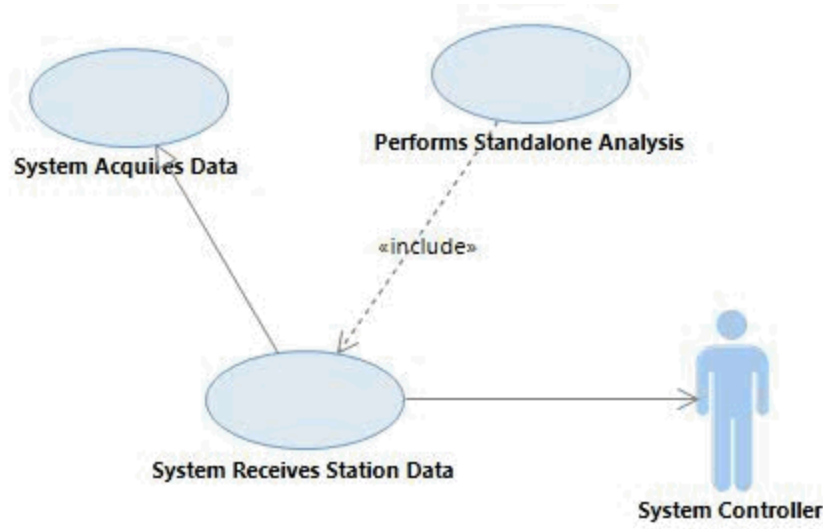 System Acquires Data
Performs Standalone Analysis
«include»
System Receives Station Data
System Controller